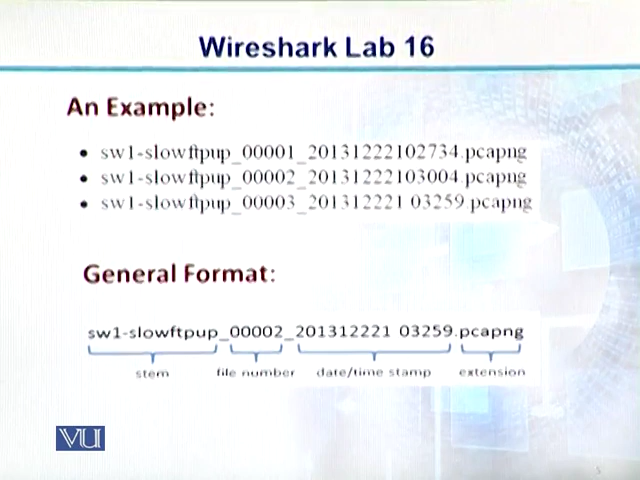 Wireshark Lab 16
An Example:
• sw1-slowftpup_00001_20131222102734.pcapng
• sw1-slowftpup_00002_20131222103004.pcapng
• sw1-slowftpup_00003_201312221 03259.pcapng
General Format:
sw1-slowftpup_00002_201312221 03259.pcapng
stem file number date/time stamp extension
VU
5